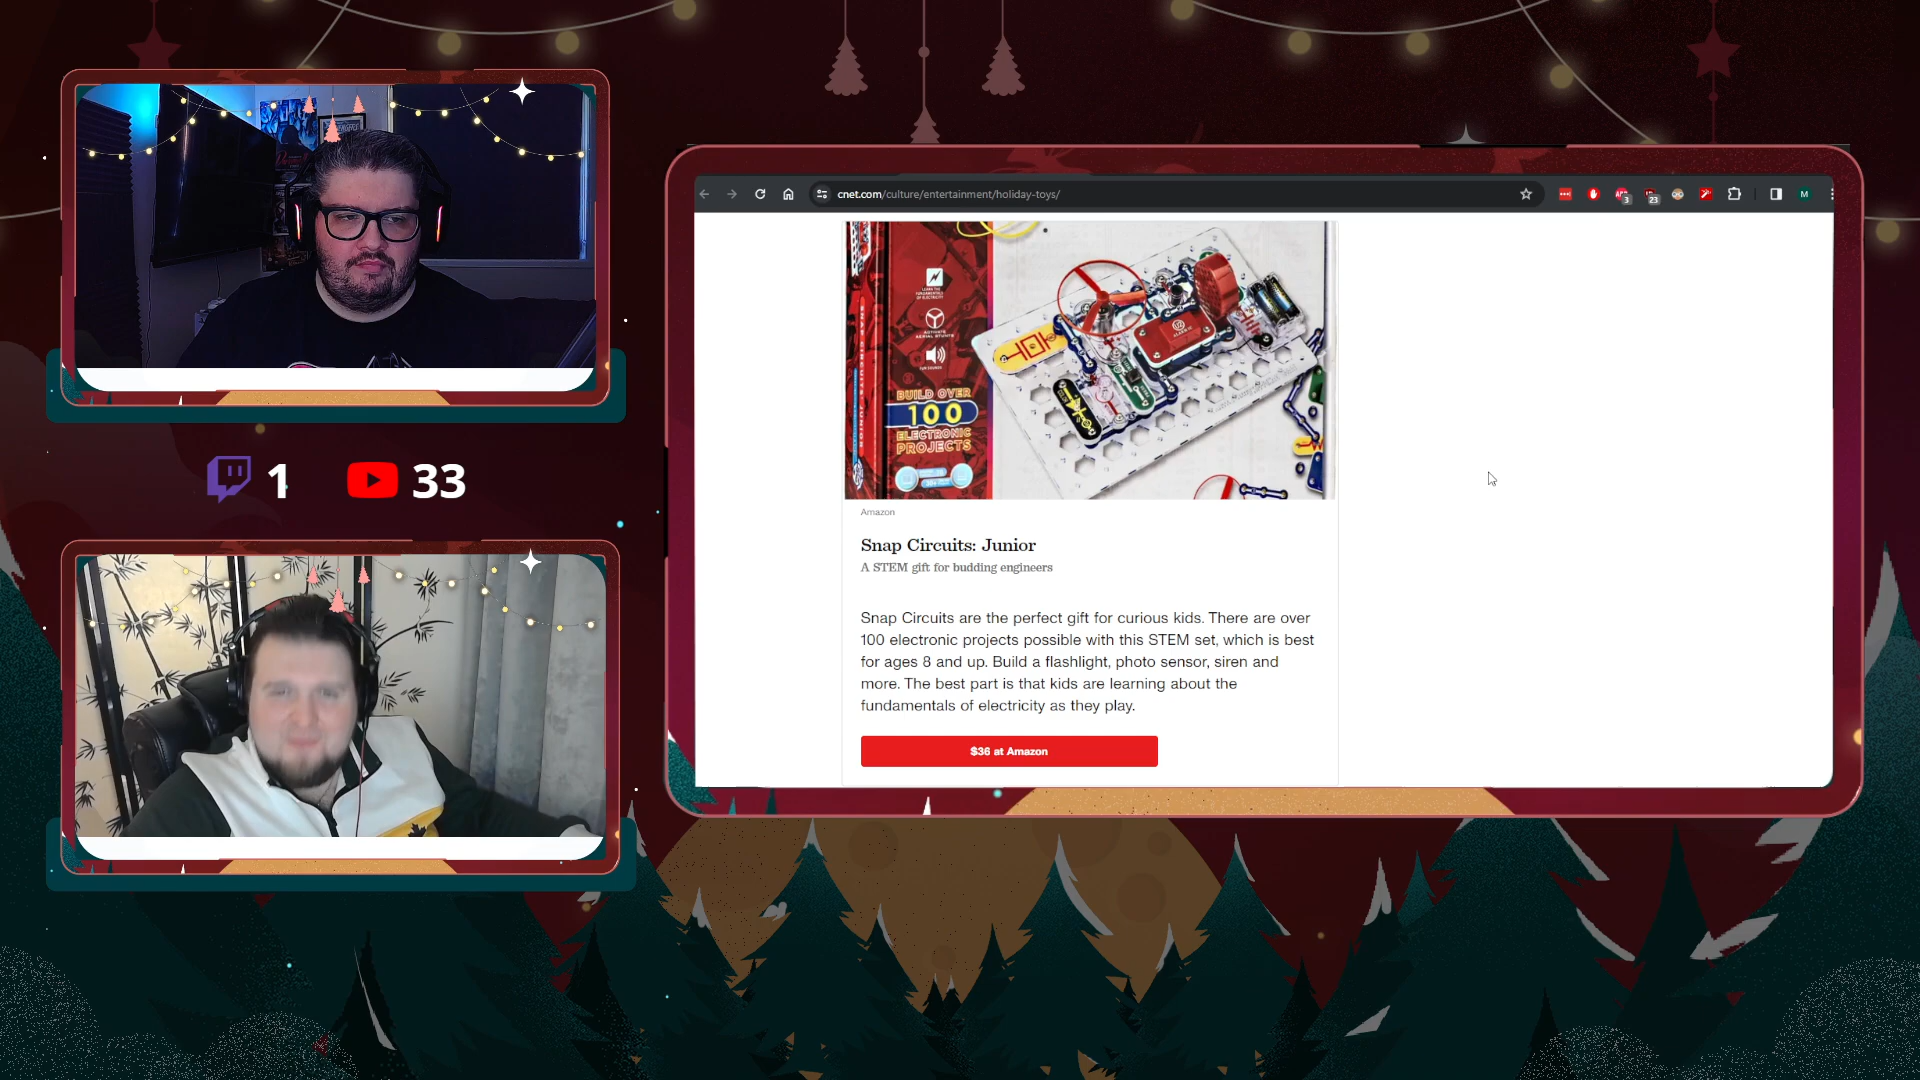 1
33
cnet.com/culture/entertainment/holiday-toys/
3
23
M
BUILD OVER
100
ELECTRONIC
PROJECTS
Amazon
Snap Circuits: Junior
A STEM gift for budding engineers
Snap Circuits are the perfect gift for curious kids. There are over
100 electronic projects possible with this STEM set, which is best
for ages 8 and up. Build a flashlight, photo sensor, siren and
more. The best part is that kids are learning about the
fundamentals of electricity as they play.
$36 at Amazon